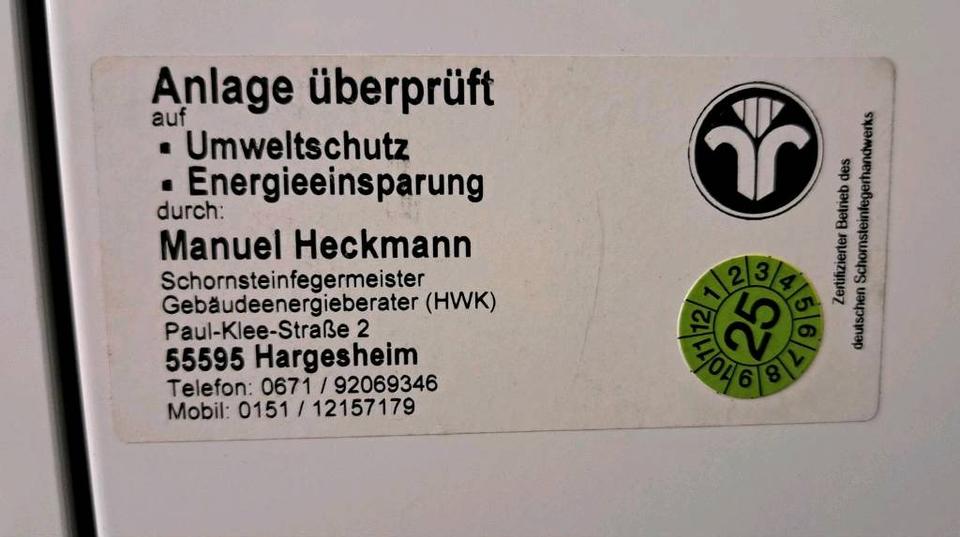 Anlage überprüft
auf
▪ Umweltschutz
▪ Energieeinsparung
durch:
Manuel Heckmann
Schornsteinfegermeister
Gebäudeenergieberater (HWK)
Paul-Klee-Straße 2
55595 Hargesheim
Telefon: 0671 / 92069346
Mobil: 0151 / 12157179
Zertifizierter Betrieb des
deutschen Schornsteinfegerhandwerks
1 2 3 4 5 6 7 8 9 10 11 12
25